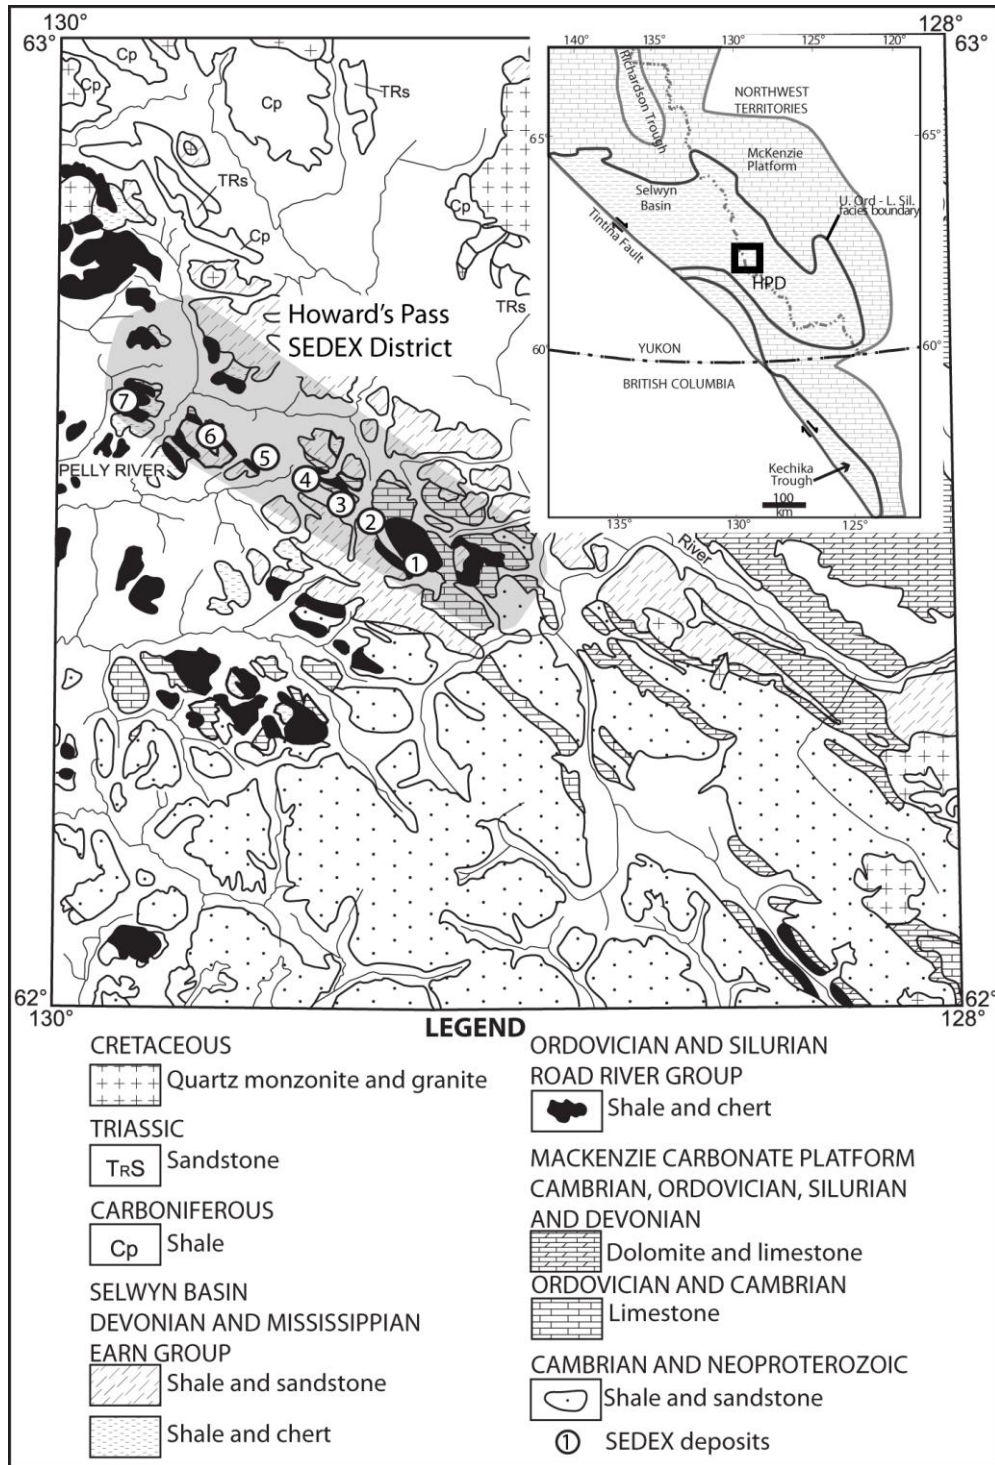 130°
128°
63°
63°
Cp
Cp
Cp
TRs
TRs
Cp
Cp
TRs
Howard's Pass
SEDEX District
7
6
5
4
3
2
1
PELLY RIVER
River
140°
135°
130°
125°
120°
Richardson Trough
NORTHWEST
TERRITORIES
65°
65°
McKenzie
Platform
Selwyn
Basin
U. Ord - L. Sil.
facies boundary
Tintina Fault
HPD
60°
60°
YUKON
BRITISH COLUMBIA
Kechika
Trough
100
km
135°
130°
125°
62°
62°
130°
128°
LEGEND
CRETACEOUS
Quartz monzonite and granite
TRIASSIC
TRS Sandstone
CARBONIFEROUS
Cp Shale
SELWYN BASIN
DEVONIAN AND MISSISSIPPIAN
EARN GROUP
Shale and sandstone
Shale and chert
ORDOVICIAN AND SILURIAN
ROAD RIVER GROUP
Shale and chert
MACKENZIE CARBONATE PLATFORM
CAMBRIAN, ORDOVICIAN, SILURIAN
AND DEVONIAN
Dolomite and limestone
ORDOVICIAN AND CAMBRIAN
Limestone
CAMBRIAN AND NEOPROTEROZOIC
Shale and sandstone
1 SEDEX deposits